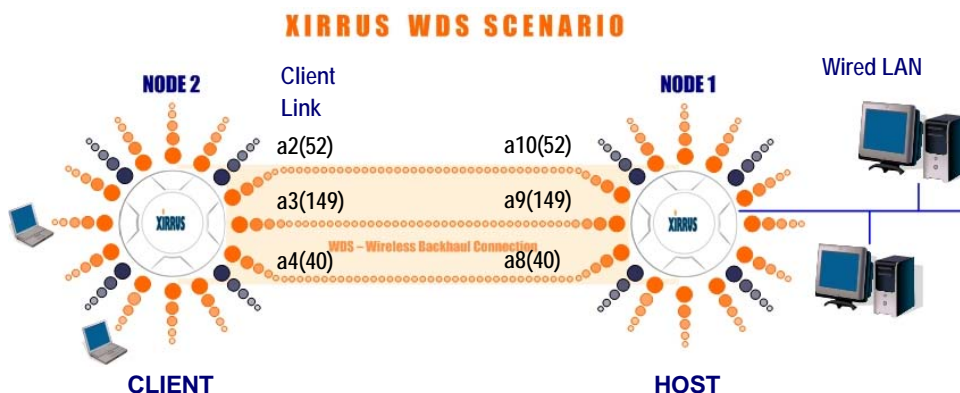 XIRRUS WDS SCENARIO
NODE 2
Client
Link
NODE 1
Wired LAN
a2(52)
a10(52)
a3(149)
a9(149)
XIRRUS
XIRRUS
WDS – Wireless Backhaul Connection
a4(40)
a8(40)
CLIENT
HOST